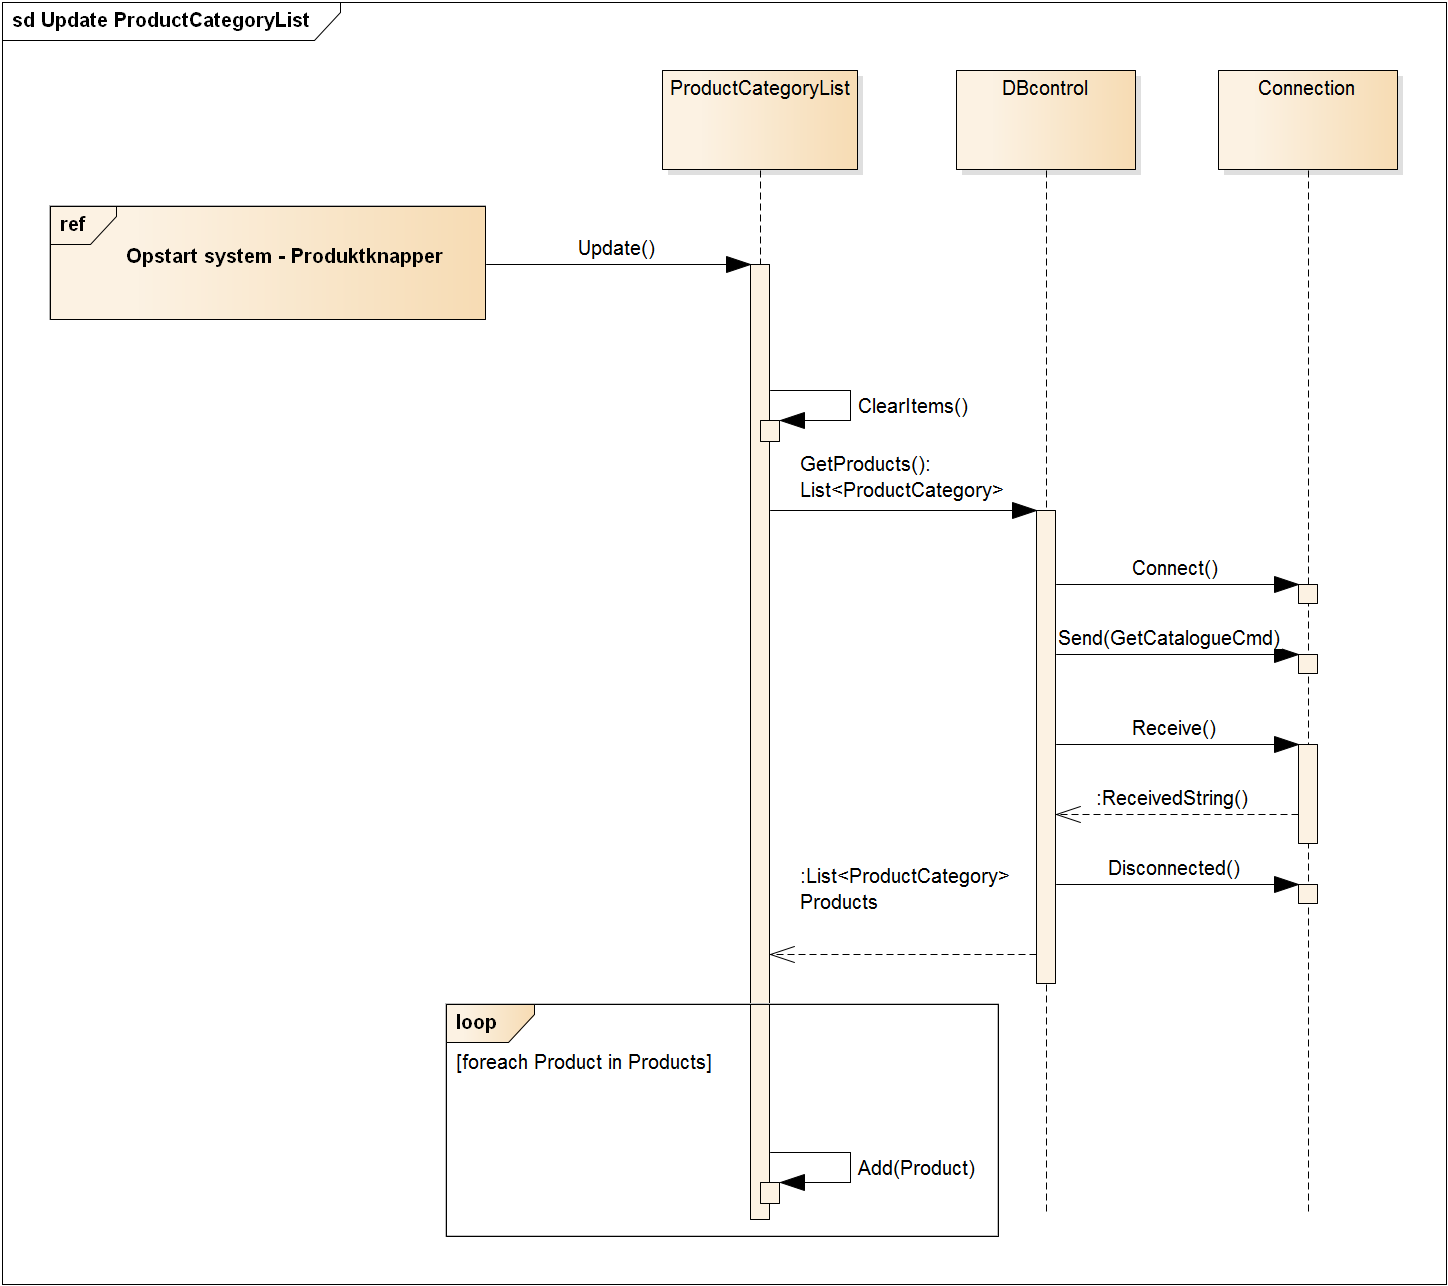 sd Update ProductCategoryList
ProductCategoryList
DBcontrol
Connection
ref
Opstart system - Produktknapper
Update()
ClearItems()
GetProducts():
List<ProductCategory>
Connect()
Send(GetCatalogueCmd)
Receive()
:ReceivedString()
Disconnected()
:List<ProductCategory>
Products
loop
[foreach Product in Products]
Add(Product)